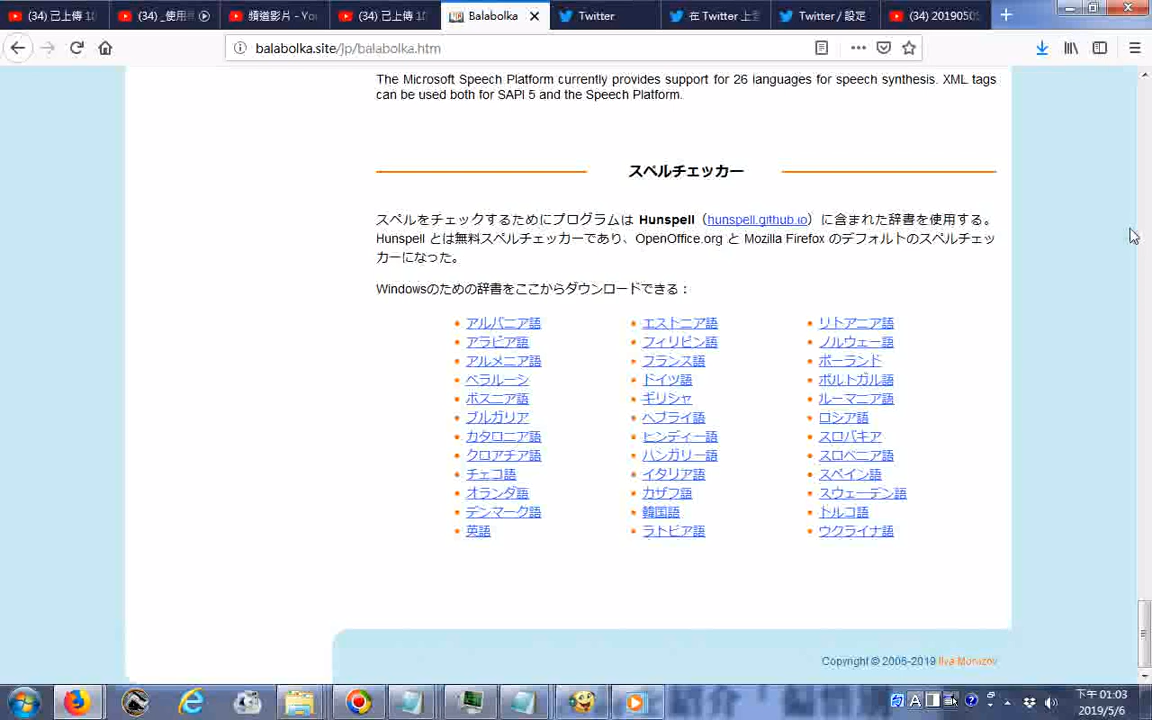 (34) 已上傳 10
(34) _使用
頻道影片 - Yo
(34) 已上傳 10
Balabolka
Twitter
在 Twitter 上
Twitter / 設定
(34) 2019050
balabolka.site/jp/balabolka.htm
The Microsoft Speech Platform currently provides support for 26 languages for speech synthesis. XML tags
can be used both for SAPI 5 and the Speech Platform.
スペルチェッカー
スペルをチェックするためにプログラムは Hunspell（hunspell.github.io）に含まれた辞書を使用する。
Hunspell とは無料スペルチェッカーであり、OpenOffice.org と Mozilla Firefox のデフォルトのスペルチェッ
カーになった。
Windowsのための辞書をここからダウンロードできる：
アルバニア語
アラビア語
アルメニア語
ベラルーシ
ボスニア語
ブルガリア
カタロニア語
クロアチア語
チェコ語
オランダ語
デンマーク語
英語
エストニア語
フィリピン語
フランス語
ドイツ語
ギリシャ
ヘブライ語
ヒンディー語
ハンガリー語
イタリア語
カザフ語
韓国語
ラトビア語
リトアニア語
ノルウェー語
ポーランド
ポルトガル語
ルーマニア語
ロシア語
スロバキア
スロベニア語
スペイン語
スウェーデン語
トルコ語
ウクライナ語
Copyright © 2006-2019 Ilya Morozov
下午 01:03
2019/5/6